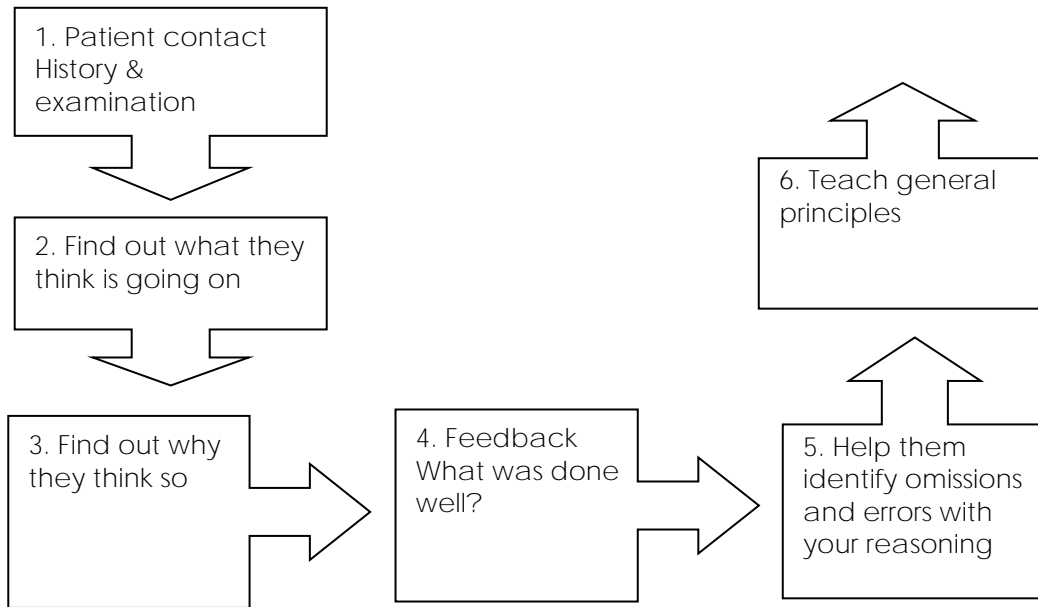 1. Patient contact
History &
examination
2. Find out what they
think is going on
3. Find out why
they think so
4. Feedback
What was done
well?
5. Help them
identify omissions
and errors with
your reasoning
6. Teach general
principles